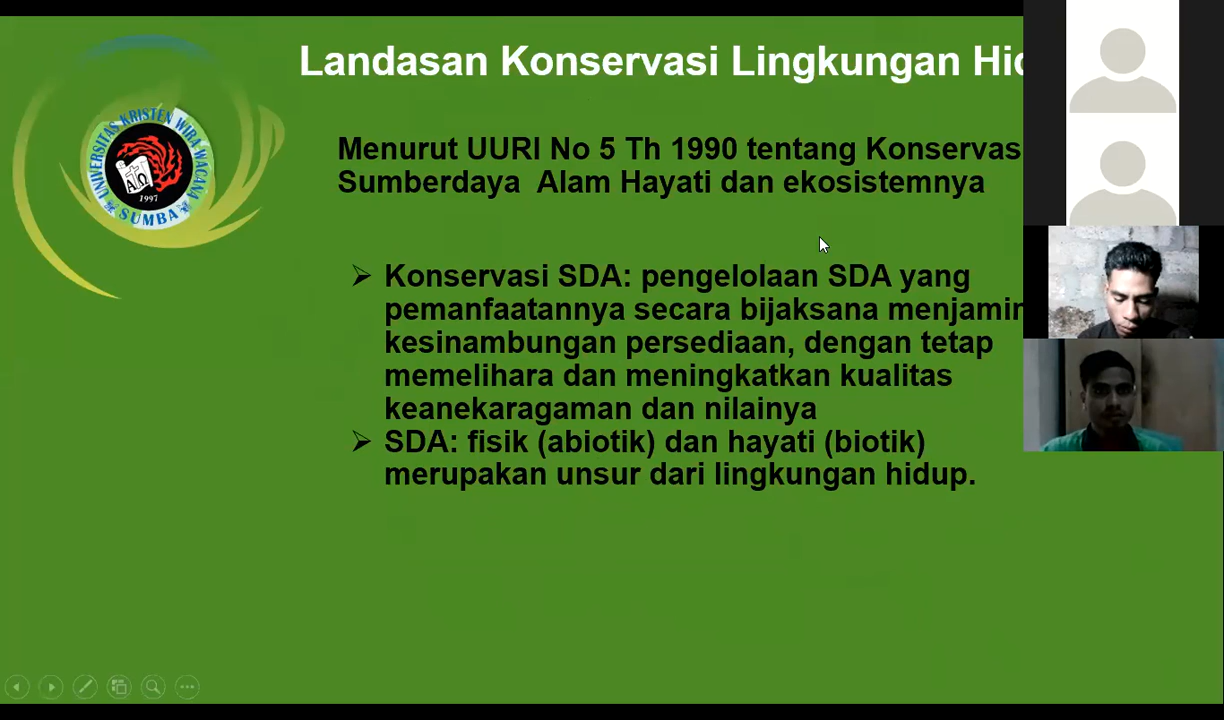 Landasan Konservasi Lingkungan
Menurut UURI No 5 Th 1990 tentang
Sumberdaya Alam Hayati dan ekosistemnya
➢ Konservasi SDA: pengelolaan SDA yang
pemanfaatannya secara bijaksana menjamin
kesinambungan persediaan, dengan tetap
memelihara dan meningkatkan kualitas
keanekaragaman dan nilainya
➢ SDA: fisik (abiotik) dan hayati (biotik)
merupakan unsur dari lingkungan hidup.
UNIVERSITAS KRISTEN WIRA WACANA
A Ω
1997
SUMBA